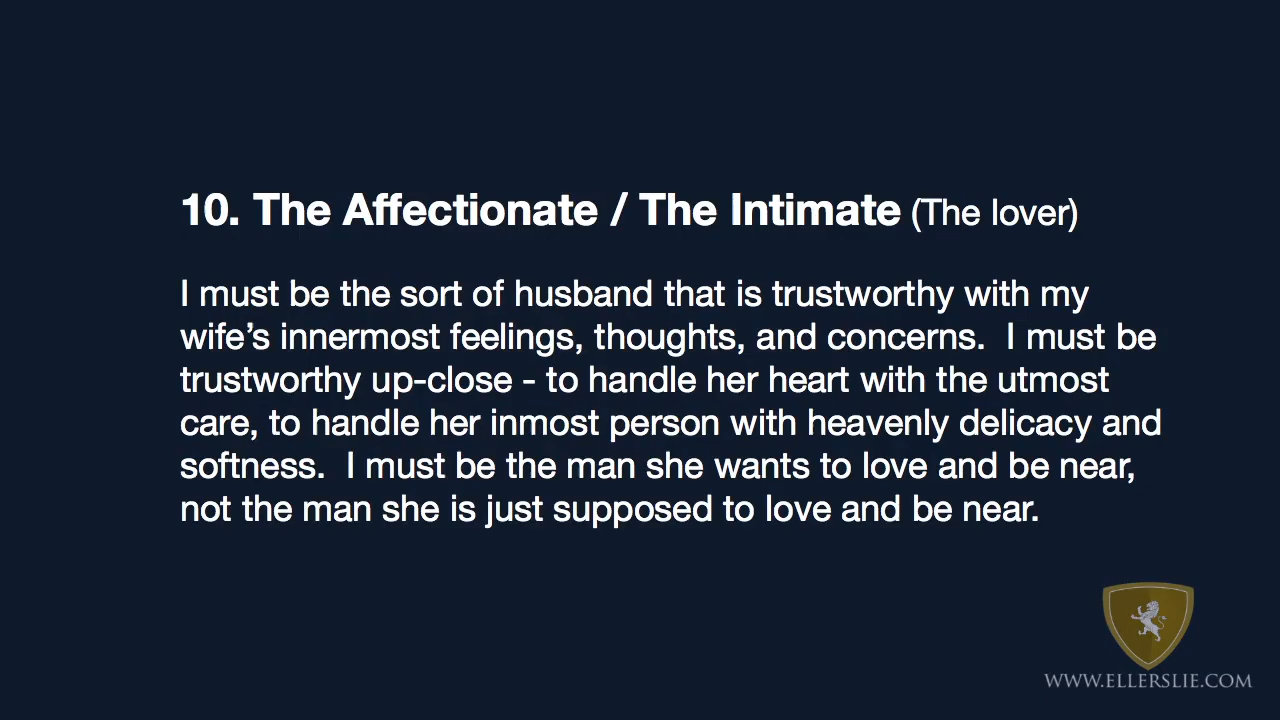 10. The Affectionate / The Intimate (The lover)
I must be the sort of husband that is trustworthy with my
wife’s innermost feelings, thoughts, and concerns.  I must be
trustworthy up-close - to handle her heart with the utmost
care, to handle her inmost person with heavenly delicacy and
softness.  I must be the man she wants to love and be near,
not the man she is just supposed to love and be near.
WWW.ELLERSLIE.COM